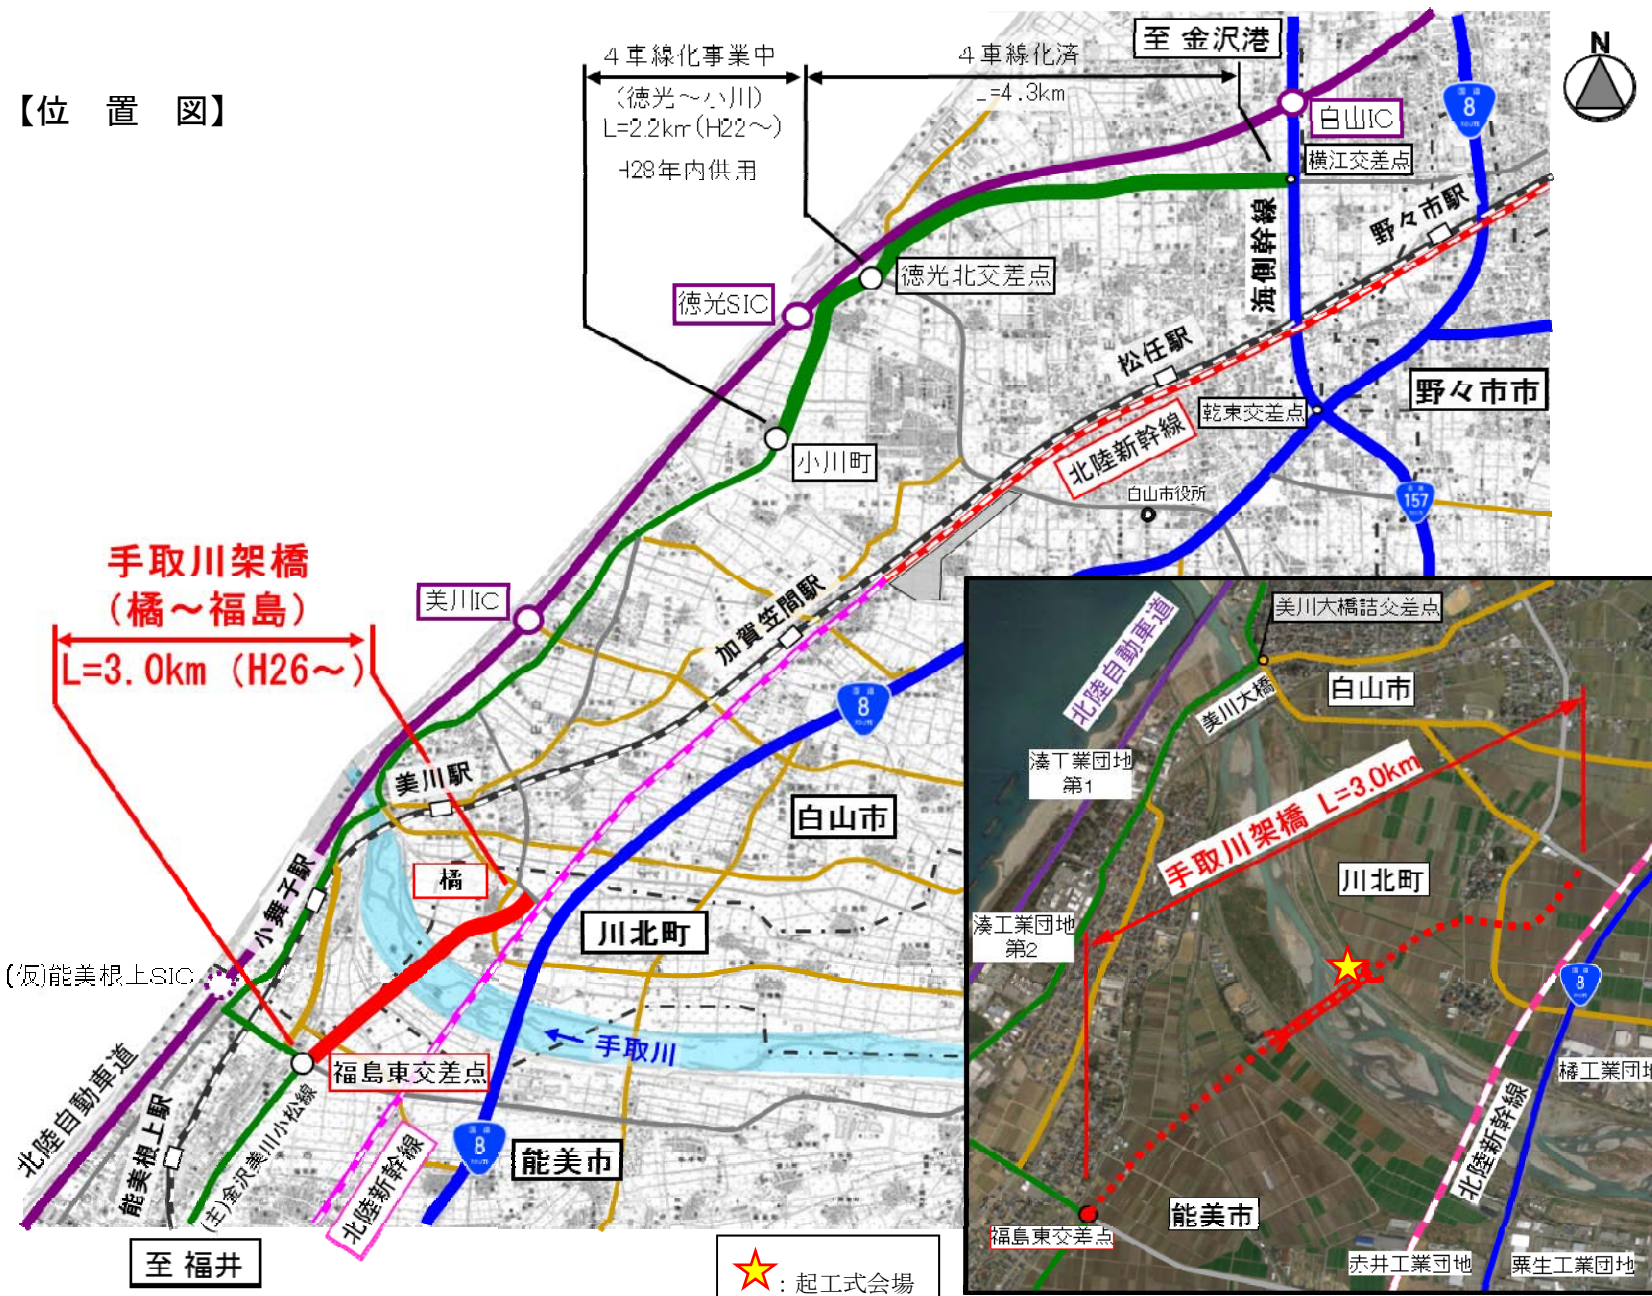 【位 置 図】
４車線化事業中
(徳光～小川)
L=2.2km(H22～)
H28年内供用
４車線化済
L=4.3km
至 金沢港
N
白山IC
横江交差点
国道
8
ROUTE
野々市駅
海側幹線
徳光北交差点
徳光SIC
松任駅
野々市市
乾東交差点
北陸新幹線
小川町
白山市役所
157
手取川架橋
(橘～福島)
L=3.0km (H26～)
美川IC
加賀笠間駅
国道
8
ROUTE
美川駅
白山市
橘
小舞子駅
川北町
(仮)能美根上SIC
手取川
福島東交差点
北陸自動車道
能美根上駅
(主)金沢美川小松線
北陸新幹線
国道
8
ROUTE
能美市
至 福井
: 起工式会場
美川大橋詰交差点
北陸自動車道
白山市
美川大橋
湊工業団地
第1
手取川架橋 L=3.0km
川北町
湊工業団地
第2
国道
8
橘工業団地
北陸新幹線
能美市
福島東交差点
赤井工業団地
粟生工業団地